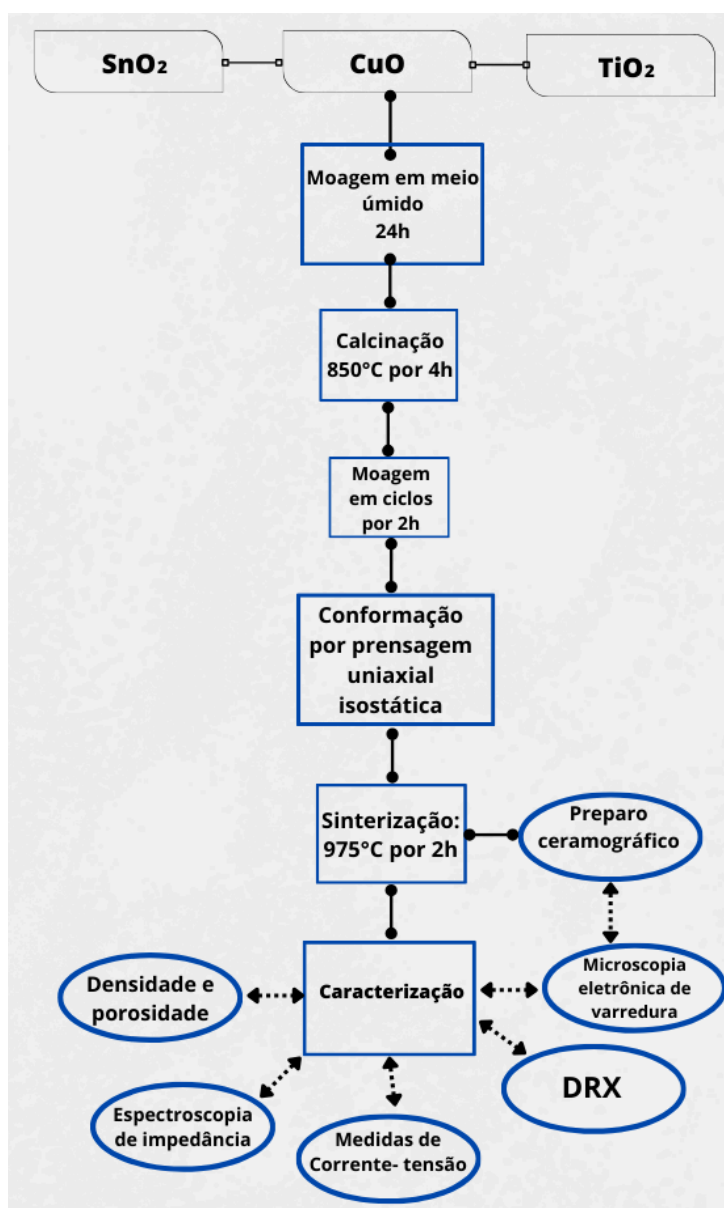 SnO₂
CuO
TiO₂
Moagem em meio
úmido
24h
Calcinação
850°C por 4h
Moagem
em ciclos
por 2h
Conformação
por prensagem
uniaxial
isostática
Sinterização:
975°C por 2h
Preparo
ceramográfico
Densidade e
porosidade
Caracterização
Microscopia
eletrônica de
varredura
DRX
Espectroscopia
de impedância
Medidas de
Corrente- tensão